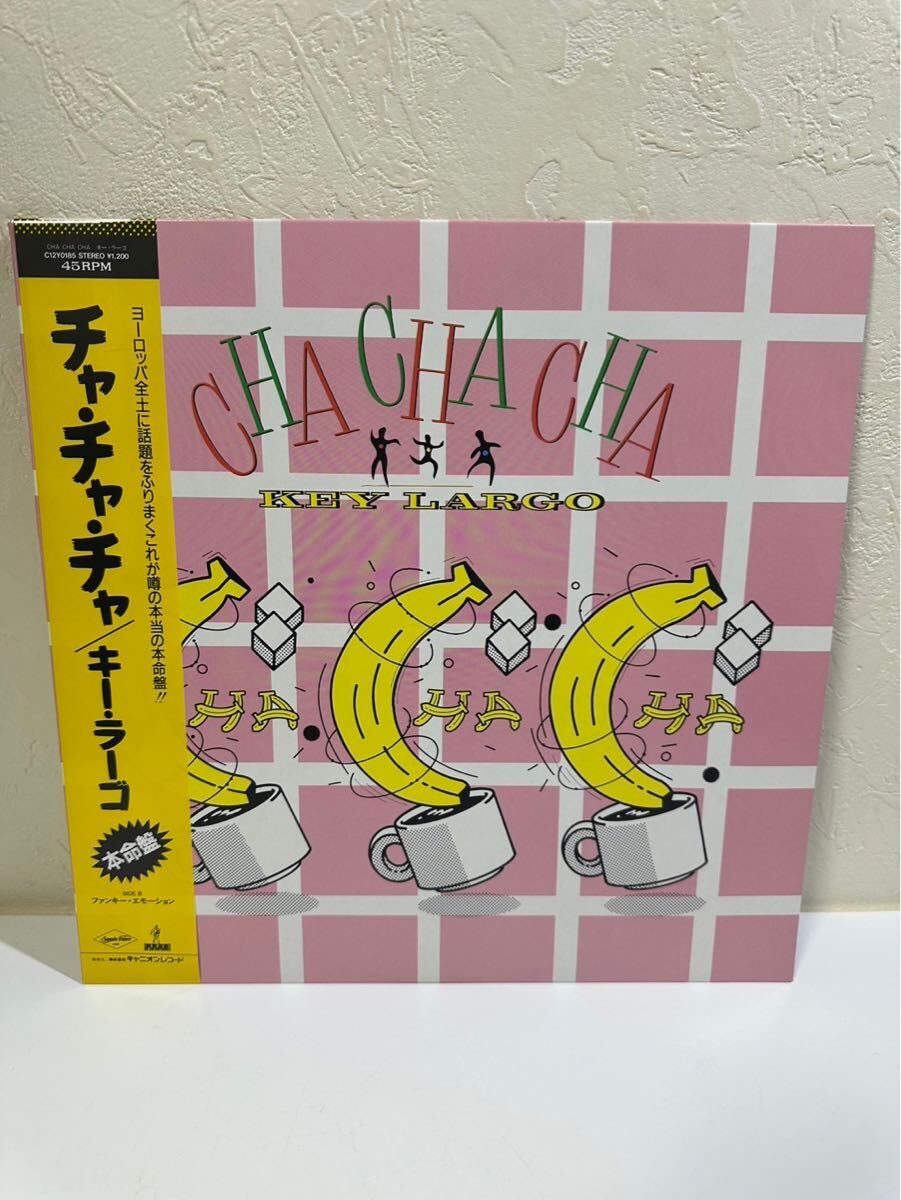 CHA CHA CHA キー・ラーゴ
C12Y0185 STEREO ¥1,200
45RPM
チャ・チャ・チャ/キー・ラーゴ
ヨーロッパ全土に話題をふりまくこれが噂の本当の本命盤!!
本命盤
SIDE B
ファンキー・エモーション
株式会社 キャニオンレコード
CHA CHA CHA
KEY LARGO
HA
HA
HA